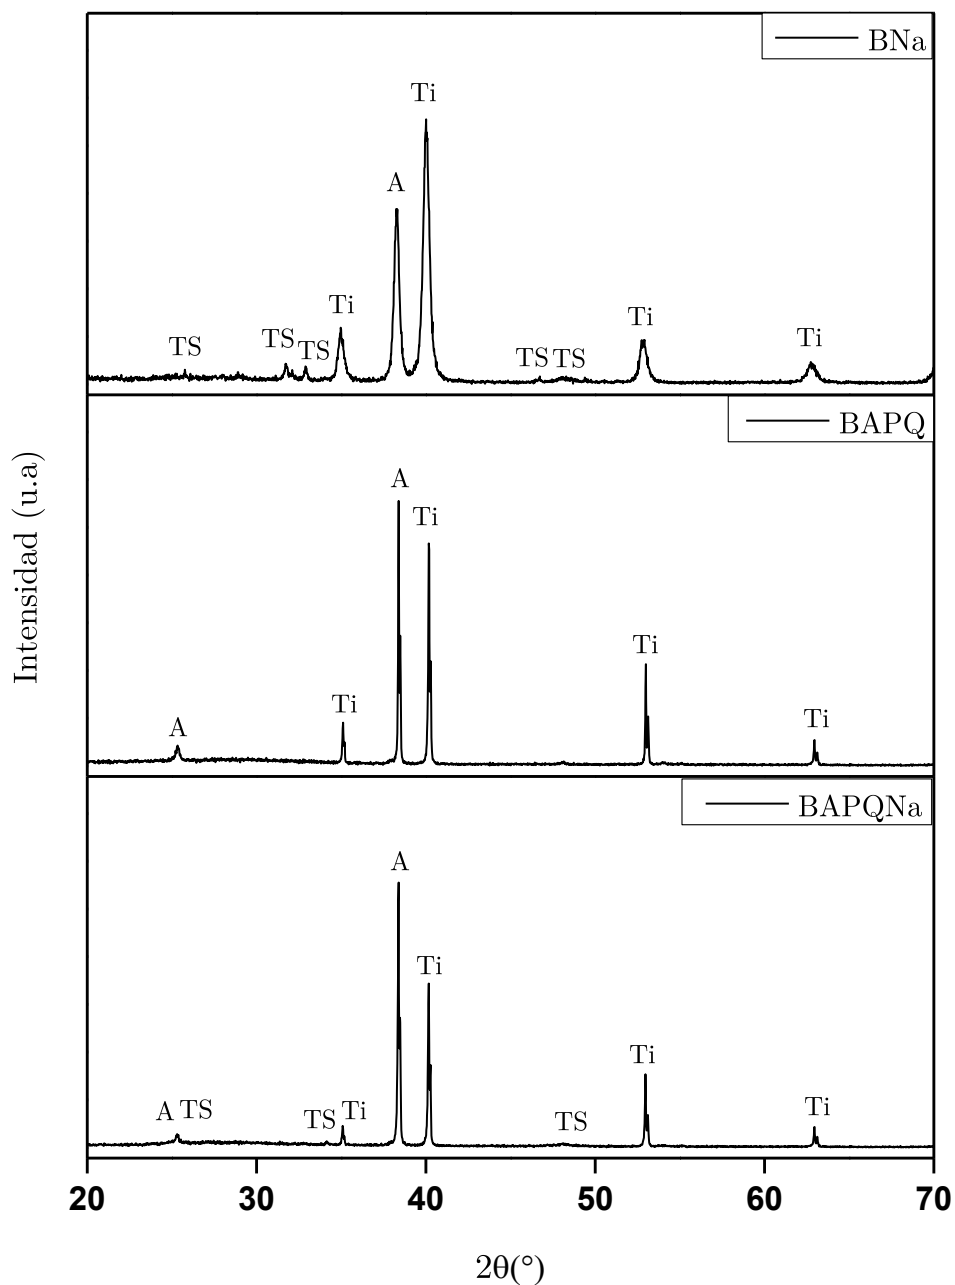 BNa
Ti
A
Ti
TS
TS
TS
Ti
Ti
TS
TS
BAPQ
A
Ti
Ti
Ti
Ti
A
BAPQNa
A
Ti
Ti
A
TS
TS
Ti
TS
Ti
Intensidad (u.a)
20
30
40
50
60
70
2θ(°)